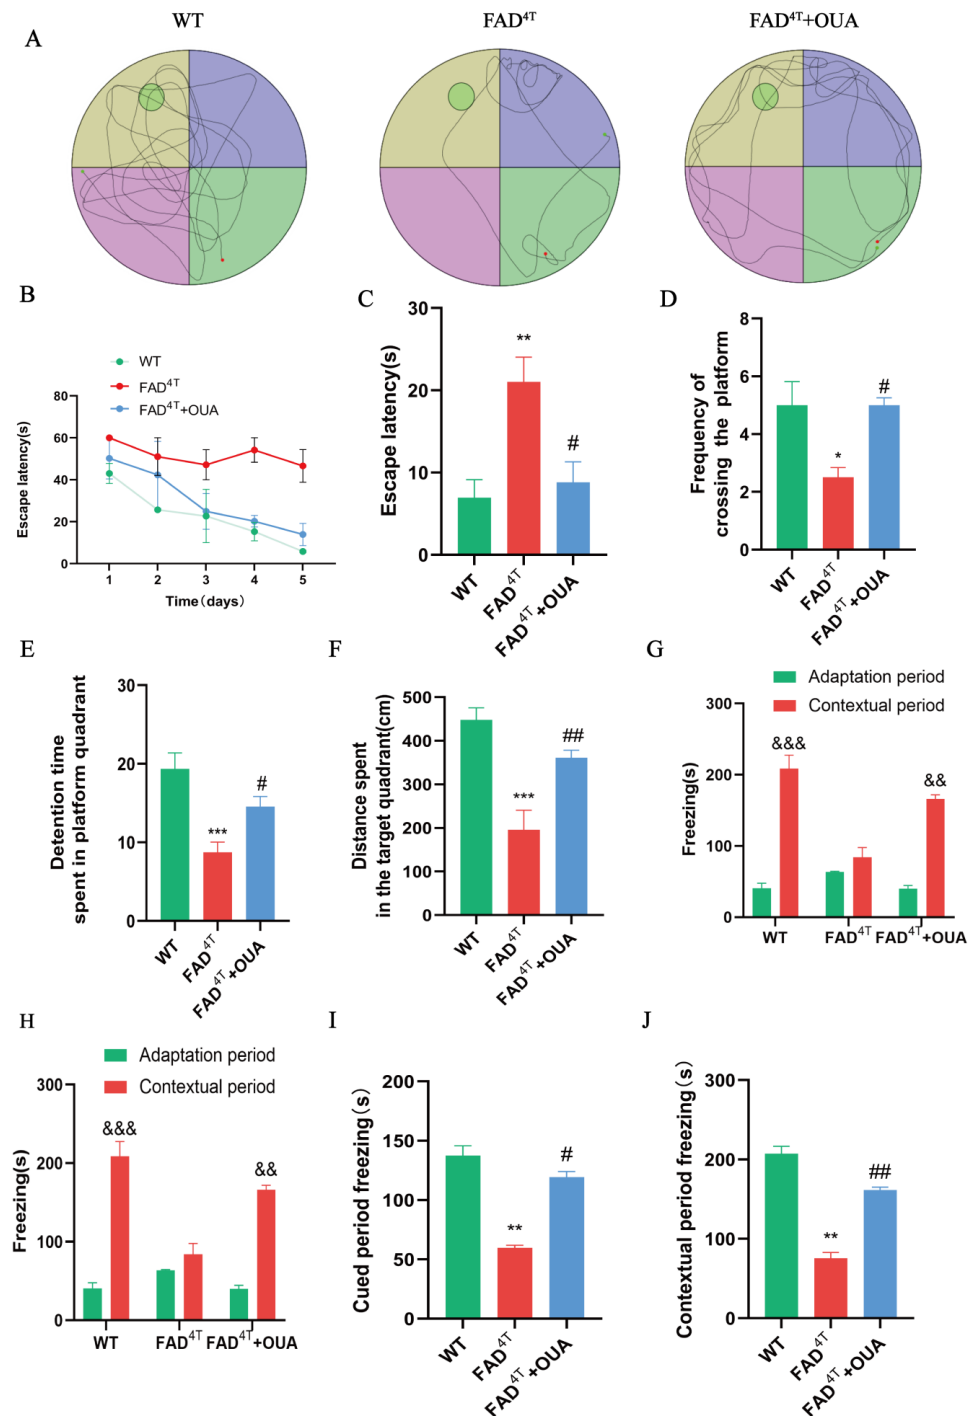 WT FAD4T FAD4T+OUA
A
B
WT
FAD4T
FAD4T+OUA
Escape latency(s)
80
60
40
20
0
1 2 3 4 5
Time(days)
C
Escape latency(s)
30
20
10
0
**
#
WT FAD4T FAD4T+OUA
D
Frequency of
crossing the platform
8
6
4
2
0
*
#
WT FAD4T FAD4T+OUA
E
Detention time
spent in platform quadrant
30
20
10
0
***
#
WT FAD4T FAD4T+OUA
F
Distance spent
in the target quadrant(cm)
500
400
300
200
100
0
***
##
WT FAD4T FAD4T+OUA
G
Adaptation period
Contextual period
Freezing(s)
300
200
100
0
&&&
&&
WT FAD4T FAD4T+OUA
H
Adaptation period
Contextual period
Freezing(s)
300
200
100
0
&&&
&&
WT FAD4T FAD4T+OUA
I
Cued period freezing(s)
200
150
100
50
0
**
#
WT FAD4T FAD4T+OUA
J
Contextual period freezing(s)
300
200
100
0
**
##
WT FAD4T FAD4T+OUA